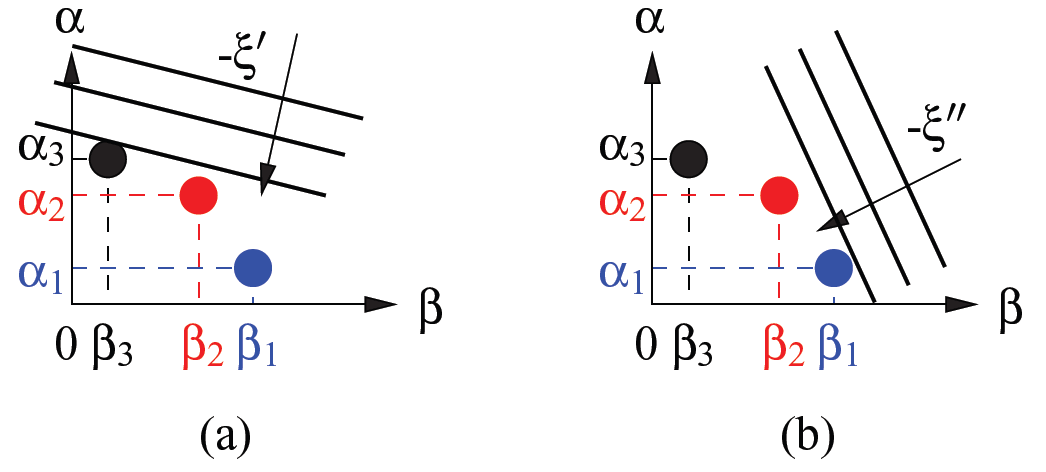 α
-ξ′
α3
α2
α1
0 β3 β2 β1
β
(a)
α
-ξ″
α3
α2
α1
0 β3 β2 β1
β
(b)